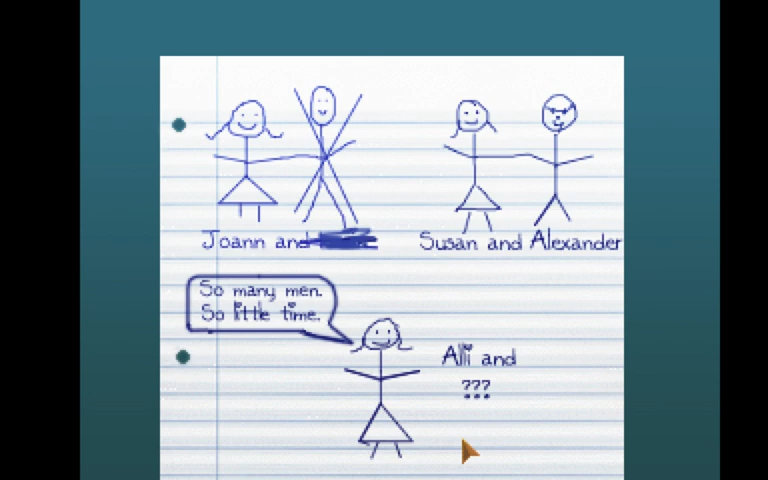 Joann and
Susan and Alexander
So many men.
So little time.
Alli and
???